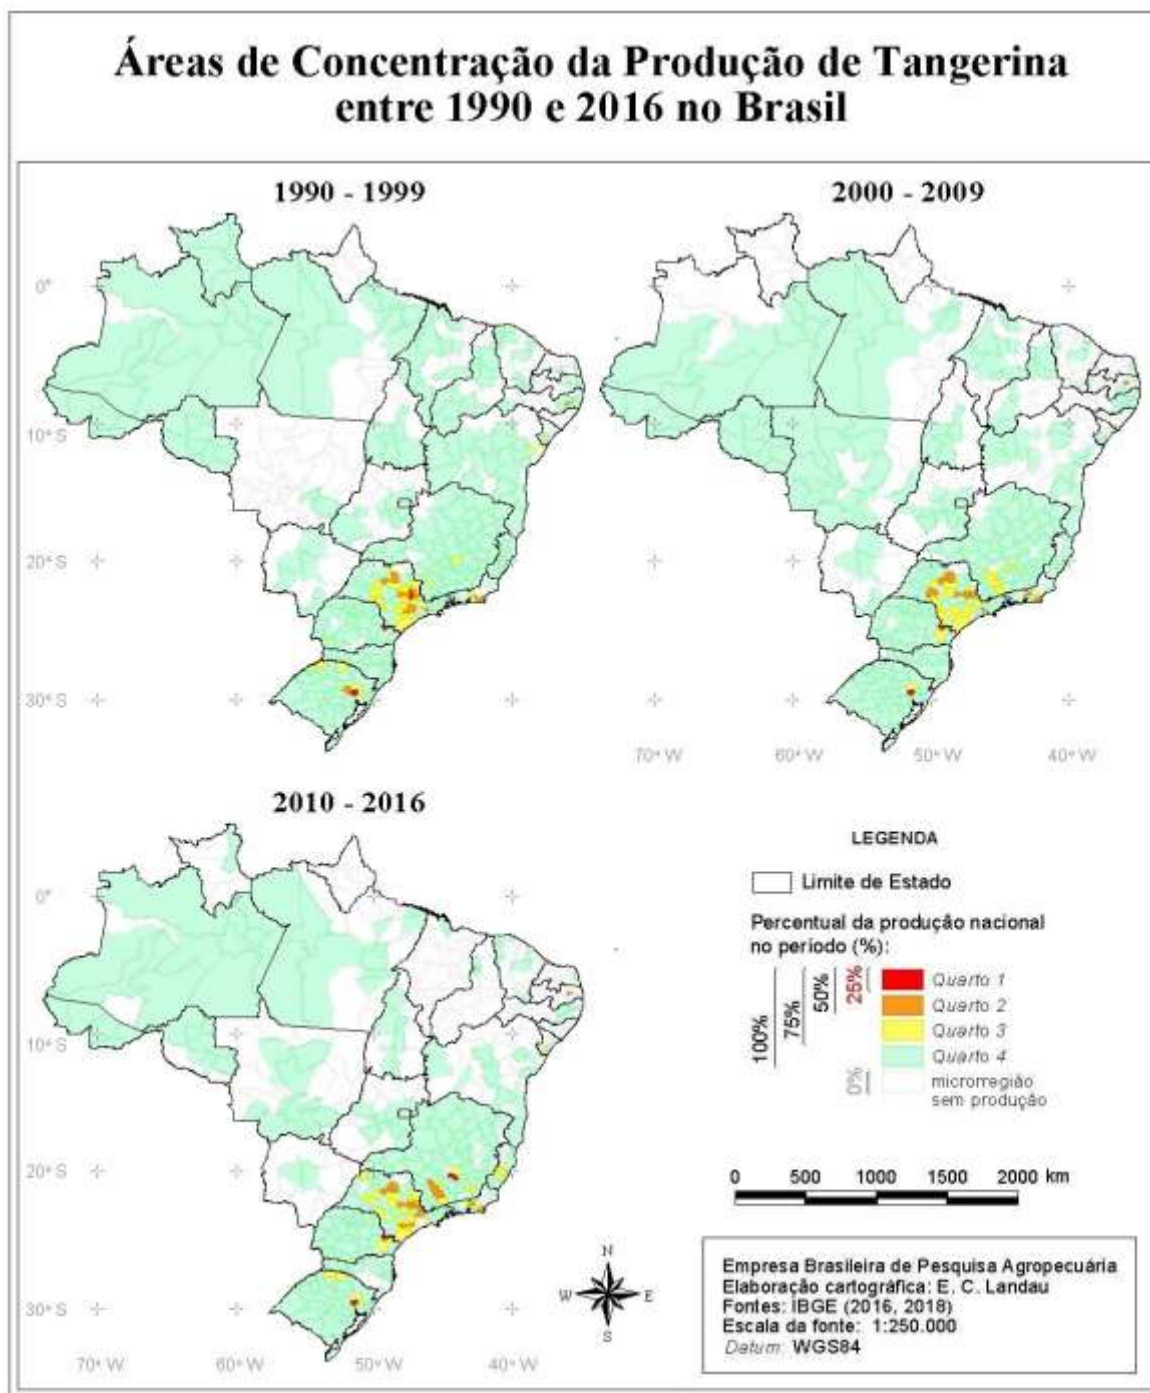 Áreas de Concentração da Produção de Tangerina
entre 1990 e 2016 no Brasil
1990 - 1999
2000 - 2009
0°
10° S
20° S
30° S
70° W
60° W
50° W
40° W
2010 - 2016
0°
10° S
20° S
30° S
70° W
60° W
50° W
40° W
LEGENDA
Limite de Estado
Percentual da produção nacional
no período (%):
100%
75%
50%
25%
0%
Quarto 1
Quarto 2
Quarto 3
Quarto 4
microrregião
sem produção
0 500 1000 1500 2000 km
N
W E
S
Empresa Brasileira de Pesquisa Agropecuária
Elaboração cartográfica: E. C. Landau
Fontes: IBGE (2016, 2018)
Escala da fonte: 1:250.000
Datum: WGS84